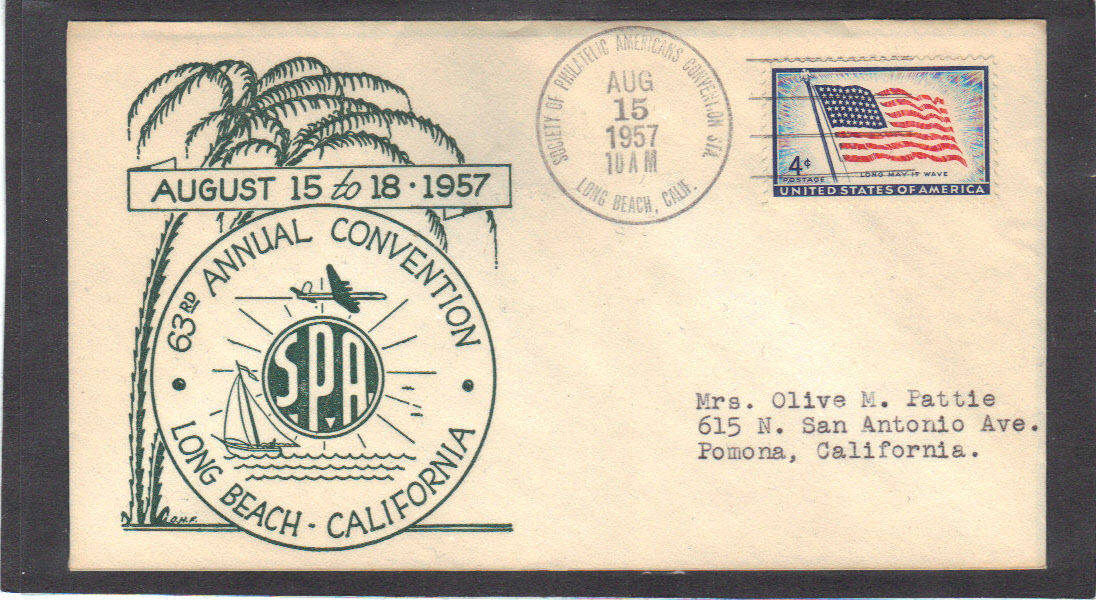 AUGUST 15 to 18 · 1957
63RD ANNUAL CONVENTION
S.P.A.
LONG BEACH - CALIFORNIA
O.H.F.
SOCIETY OF PHILATELIC AMERICANS CONVENTION STA.
AUG
15
1957
10 AM
LONG BEACH, CALIF.
4¢
POSTAGE
LONG MAY IT WAVE
UNITED STATES OF AMERICA
Mrs. Olive M. Pattie
615 N. San Antonio Ave.
Pomona, California.